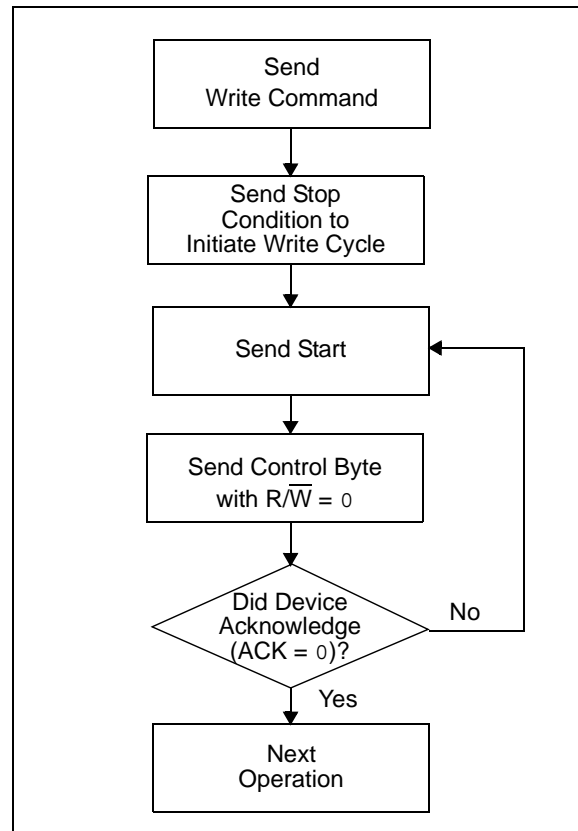 Send
Write Command
Send Stop
Condition to
Initiate Write Cycle
Send Start
Send Control Byte
with R/W̅ = 0
Did Device
Acknowledge
(ACK = 0)?
No
Yes
Next
Operation